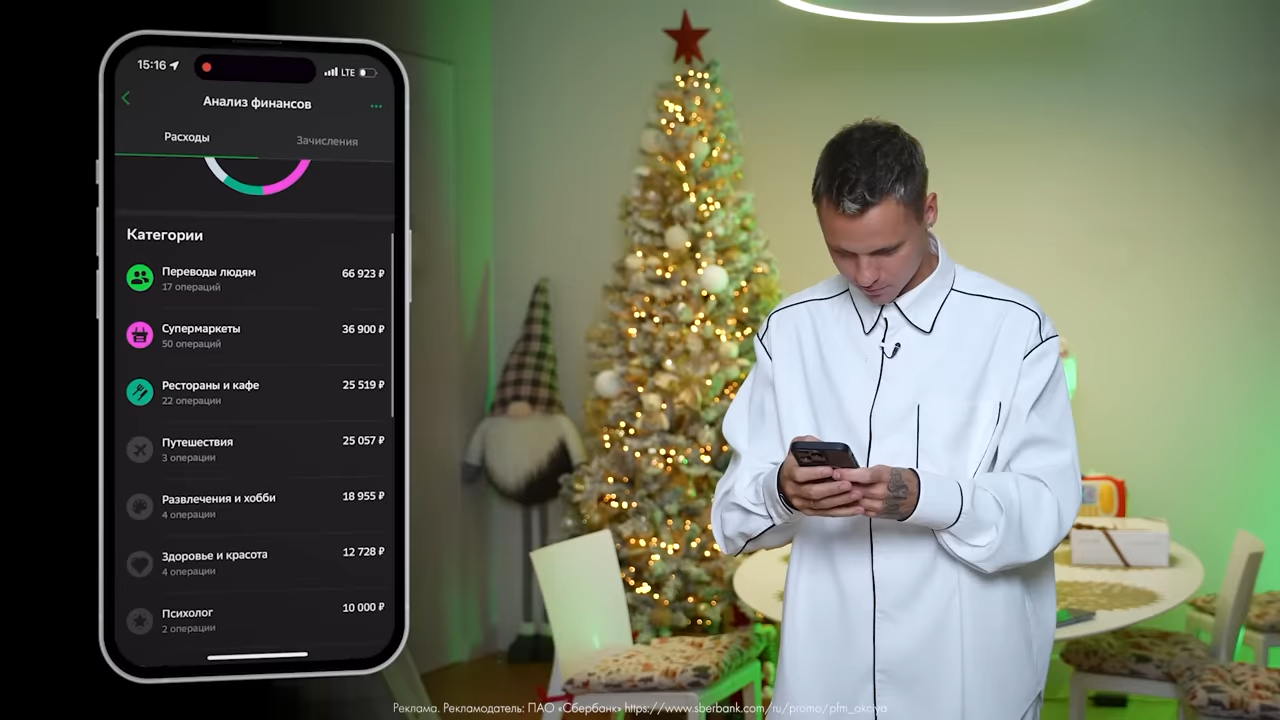 15:16
LTE
Анализ финансов
Расходы
Зачисления
Категории
Переводы людям
66 923 ₽
17 операций
Супермаркеты
36 900 ₽
50 операций
Рестораны и кафе
25 519 ₽
22 операции
Путешествия
25 057 ₽
3 операции
Развлечения и хобби
18 955 ₽
4 операции
Здоровье и красота
12 728 ₽
4 операции
Психолог
10 000 ₽
2 операции
Реклама. Рекламодатель: ПАО «Сбербанк» https://www.sberbank.com/ru/promo/pfm_akciya